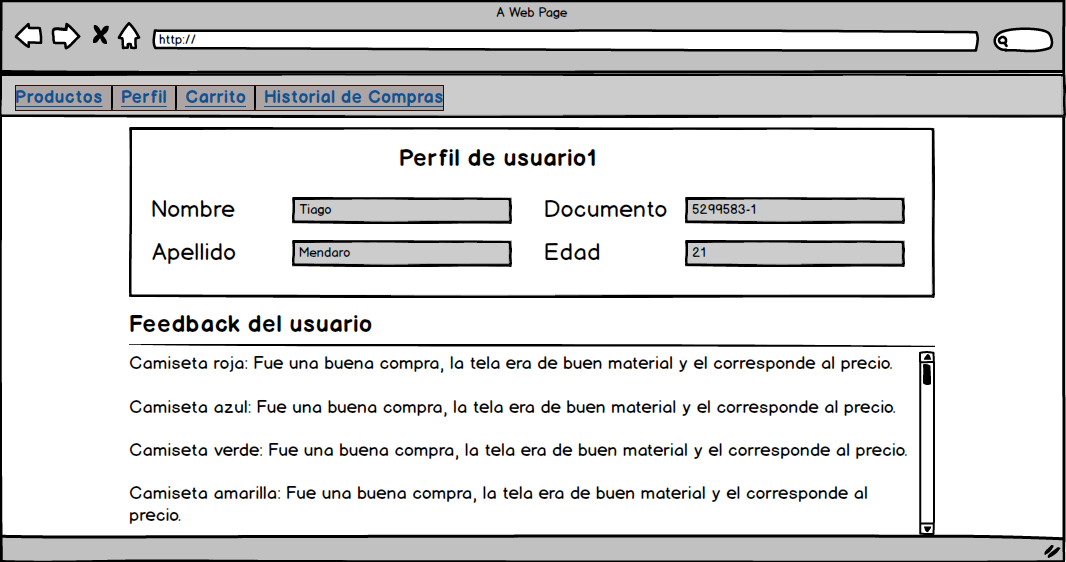 A Web Page
http://
Productos Perfil Carrito Historial de Compras
Perfil de usuario1
Nombre Tiago Documento 5299583-1
Apellido Mendaro Edad 21
Feedback del usuario
Camiseta roja: Fue una buena compra, la tela era de buen material y el corresponde al precio.
Camiseta azul: Fue una buena compra, la tela era de buen material y el corresponde al precio.
Camiseta verde: Fue una buena compra, la tela era de buen material y el corresponde al precio.
Camiseta amarilla: Fue una buena compra, la tela era de buen material y el corresponde al
precio.